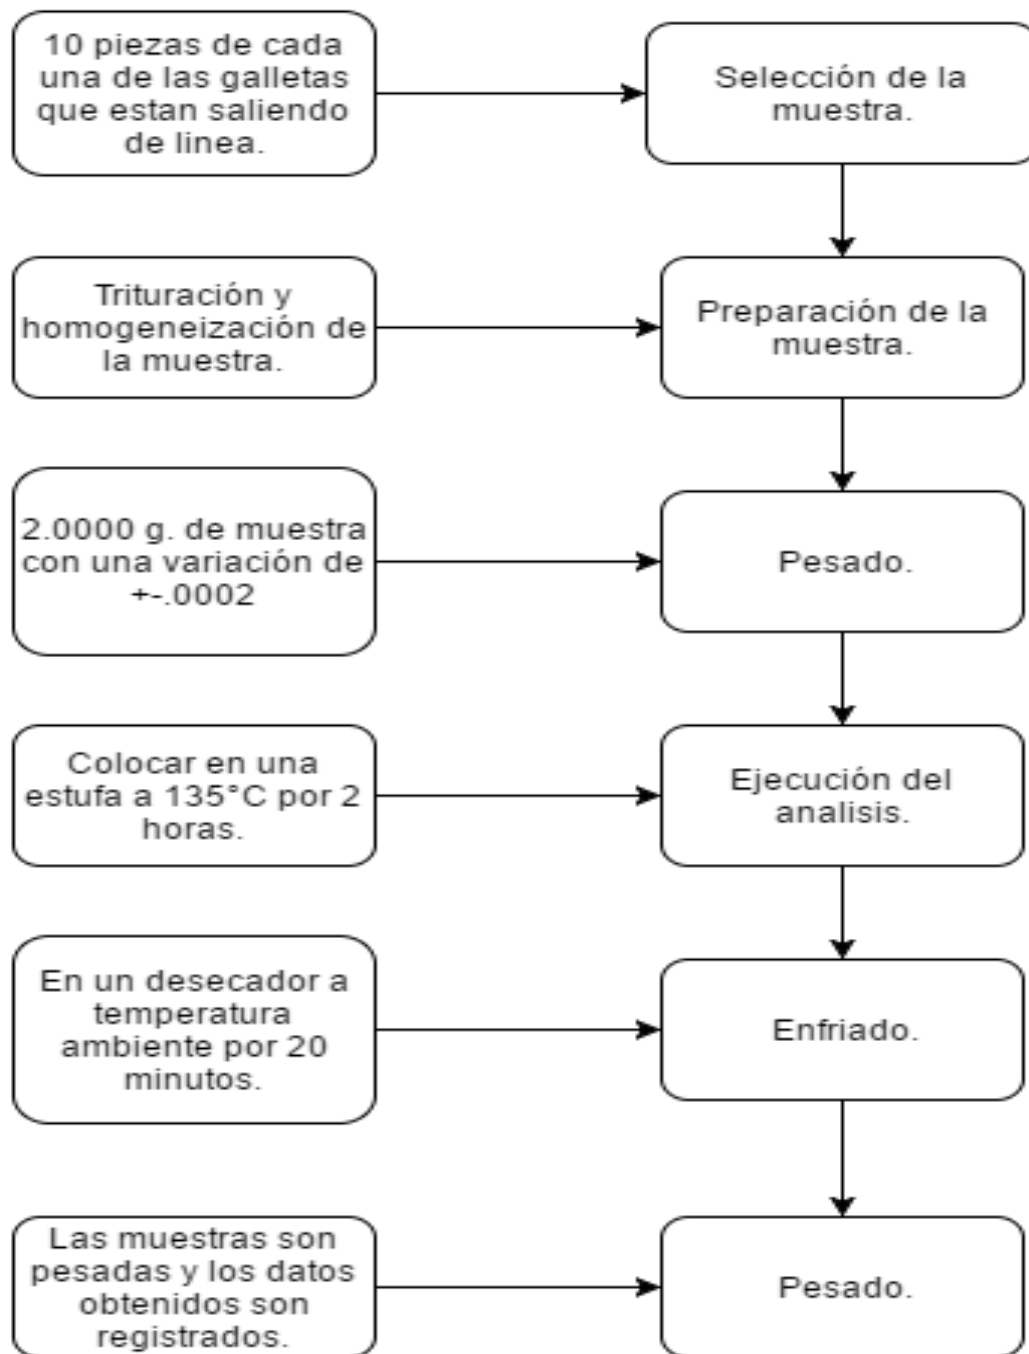 10 piezas de cada
una de las galletas
que estan saliendo
de linea.
Selección de la
muestra.
Trituración y
homogeneización de
la muestra.
Preparación de la
muestra.
2.0000 g. de muestra
con una variación de
+-.0002
Pesado.
Colocar en una
estufa a 135°C por 2
horas.
Ejecución del
analisis.
En un desecador a
temperatura
ambiente por 20
minutos.
Enfriado.
Las muestras son
pesadas y los datos
obtenidos son
registrados.
Pesado.